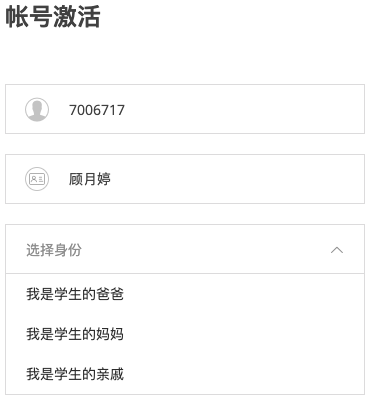 帐号激活
7006717
顾月婷
选择身份
我是学生的爸爸
我是学生的妈妈
我是学生的亲戚